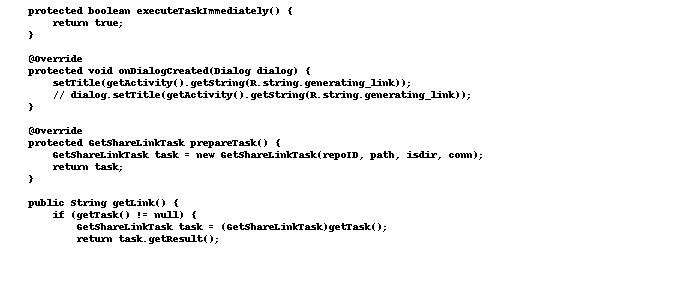 protected boolean executeTaskImmediately() {
    return true;
}

@Override
protected void onDialogCreated(Dialog dialog) {
    setTitle(getActivity().getString(R.string.generating_link));
    // dialog.setTitle(getActivity().getString(R.string.generating_link));
}

@Override
protected GetShareLinkTask prepareTask() {
    GetShareLinkTask task = new GetShareLinkTask(repoID, path, isdir, conn);
    return task;
}

public String getLink() {
    if (getTask() != null) {
        GetShareLinkTask task = (GetShareLinkTask)getTask();
        return task.getResult();